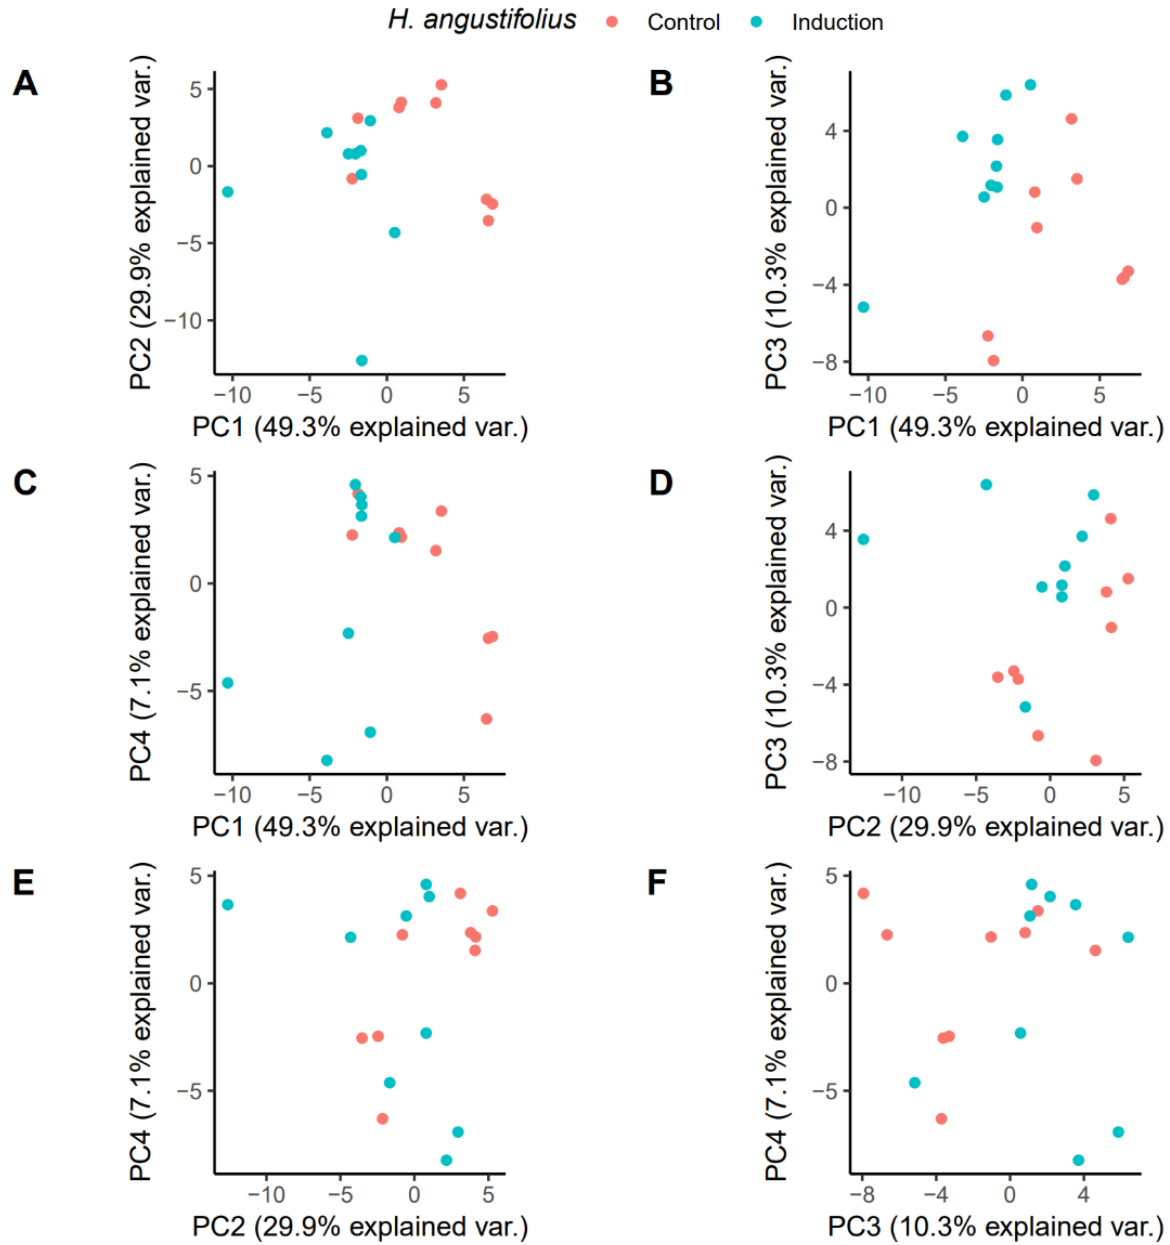 H. angustifolius Control Induction
A
PC2 (29.9% explained var.)
5
0
−5
−10
−10 −5 0 5
PC1 (49.3% explained var.)
B
PC3 (10.3% explained var.)
4
0
−4
−8
−10 −5 0 5
PC1 (49.3% explained var.)
C
PC4 (7.1% explained var.)
5
0
−5
−10 −5 0 5
PC1 (49.3% explained var.)
D
PC3 (10.3% explained var.)
4
0
−4
−8
−10 −5 0 5
PC2 (29.9% explained var.)
E
PC4 (7.1% explained var.)
5
0
−5
−10 −5 0 5
PC2 (29.9% explained var.)
F
PC4 (7.1% explained var.)
5
0
−5
−8 −4 0 4
PC3 (10.3% explained var.)